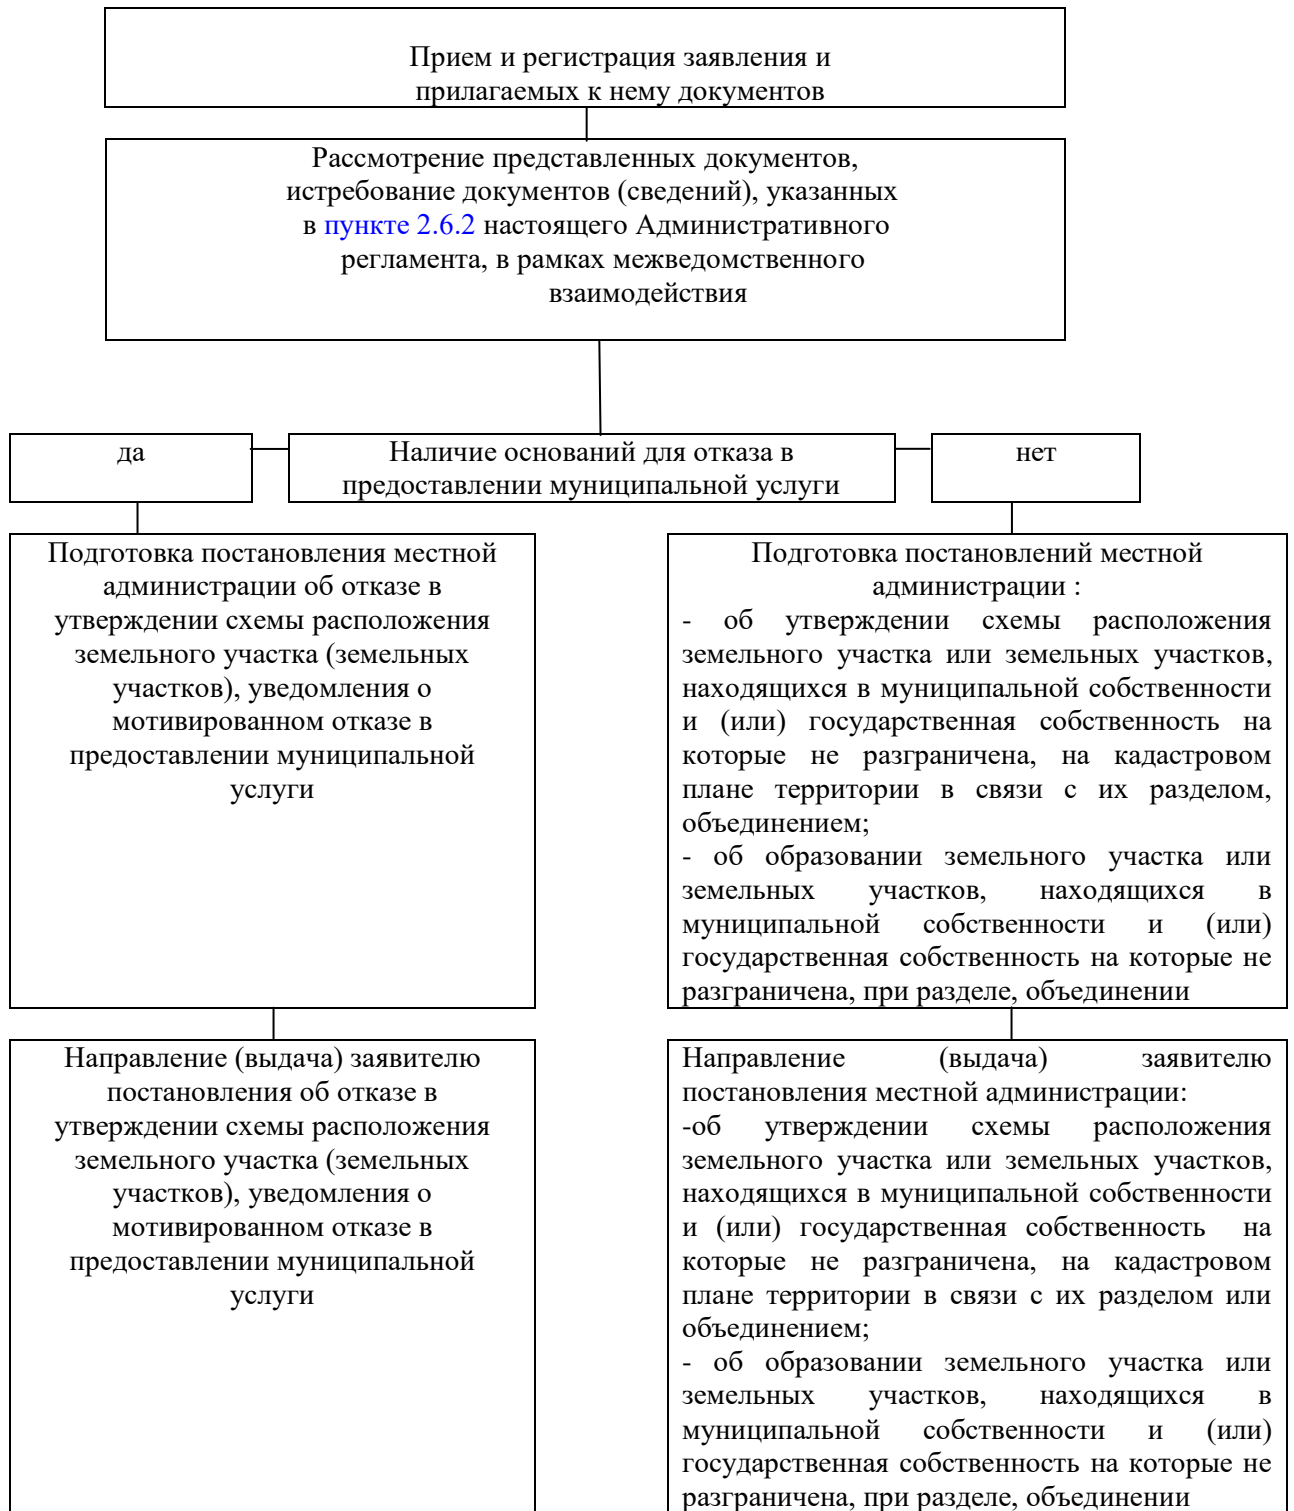 Прием и регистрация заявления и
прилагаемых к нему документов
Рассмотрение представленных документов,
истребование документов (сведений), указанных
в пункте 2.6.2 настоящего Административного
регламента, в рамках межведомственного
взаимодействия
да
Наличие оснований для отказа в
предоставлении муниципальной услуги
нет
Подготовка постановления местной
администрации об отказе в
утверждении схемы расположения
земельного участка (земельных
участков), уведомления о
мотивированном отказе в
предоставлении муниципальной
услуги
Подготовка постановлений местной
администрации :
- об утверждении схемы расположения
земельного участка или земельных участков,
находящихся в муниципальной собственности
и (или) государственная собственность на
которые не разграничена, на кадастровом
плане территории в связи с их разделом,
объединением;
- об образовании земельного участка или
земельных участков, находящихся в
муниципальной собственности и (или)
государственная собственность на которые не
разграничена, при разделе, объединении
Направление (выдача) заявителю
постановления об отказе в
утверждении схемы расположения
земельного участка (земельных
участков), уведомления о
мотивированном отказе в
предоставлении муниципальной
услуги
Направление (выдача) заявителю
постановления местной администрации:
-об утверждении схемы расположения
земельного участка или земельных участков,
находящихся в муниципальной собственности
и (или) государственная собственность на
которые не разграничена, на кадастровом
плане территории в связи с их разделом или
объединением;
- об образовании земельного участка или
земельных участков, находящихся в
муниципальной собственности и (или)
государственная собственность на которые не
разграничена, при разделе, объединении